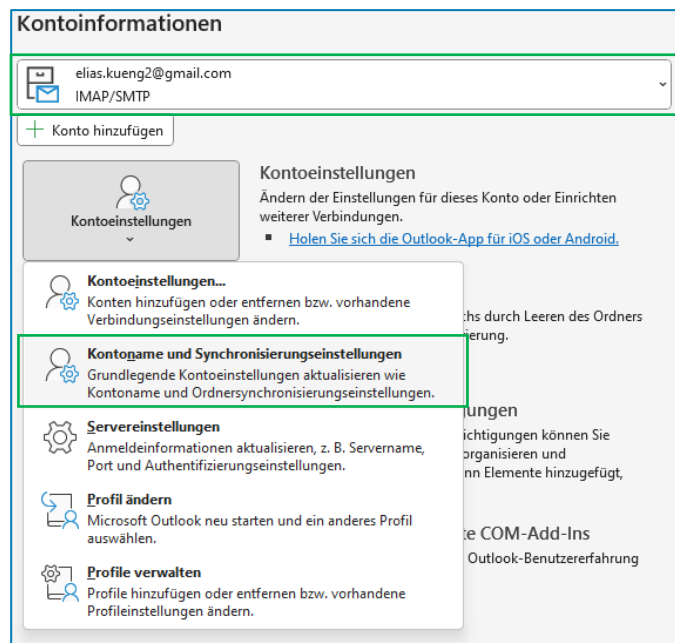 Kontoinformationen
elias.kueng2@gmail.com
IMAP/SMTP
Konto hinzufügen
Kontoeinstellungen
Kontoeinstellungen
Ändern der Einstellungen für dieses Konto oder Einrichten
weiterer Verbindungen.
Holen Sie sich die Outlook-App für iOS oder Android.
Kontoeinstellungen...
Konten hinzufügen oder entfernen bzw. vorhandene
Verbindungseinstellungen ändern.
chs durch Leeren des Ordners
ierung.
Kontoname und Synchronisierungseinstellungen
Grundlegende Kontoeinstellungen aktualisieren wie
Kontoname und Ordnersynchronisierungseinstellungen.
Servereinstellungen
Anmeldeinformationen aktualisieren, z. B. Servername,
Port und Authentifizierungseinstellungen.
ungen
ichtigungen können Sie
organisieren und
nn Elemente hinzugefügt,
Profil ändern
Microsoft Outlook neu starten und ein anderes Profil
auswählen.
te COM-Add-Ins
Outlook-Benutzererfahrung
Profile verwalten
Profile hinzufügen oder entfernen bzw. vorhandene
Profileinstellungen ändern.